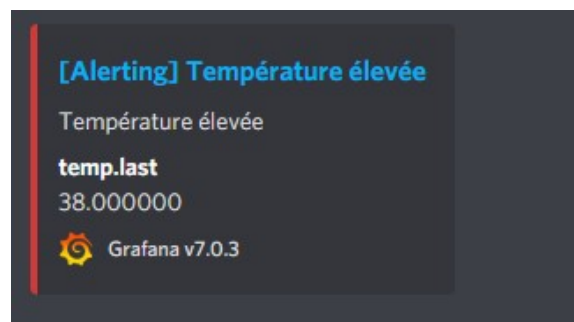 [Alerting] Température élevée
Température élevée
temp.last
38.000000
Grafana v7.0.3